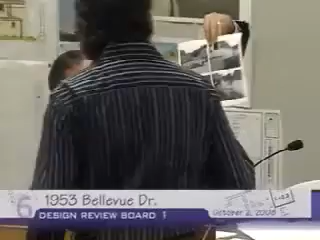 6
1953 Bellevue Dr.
DESIGN REVIEW BOARD 1
October 2, 2008